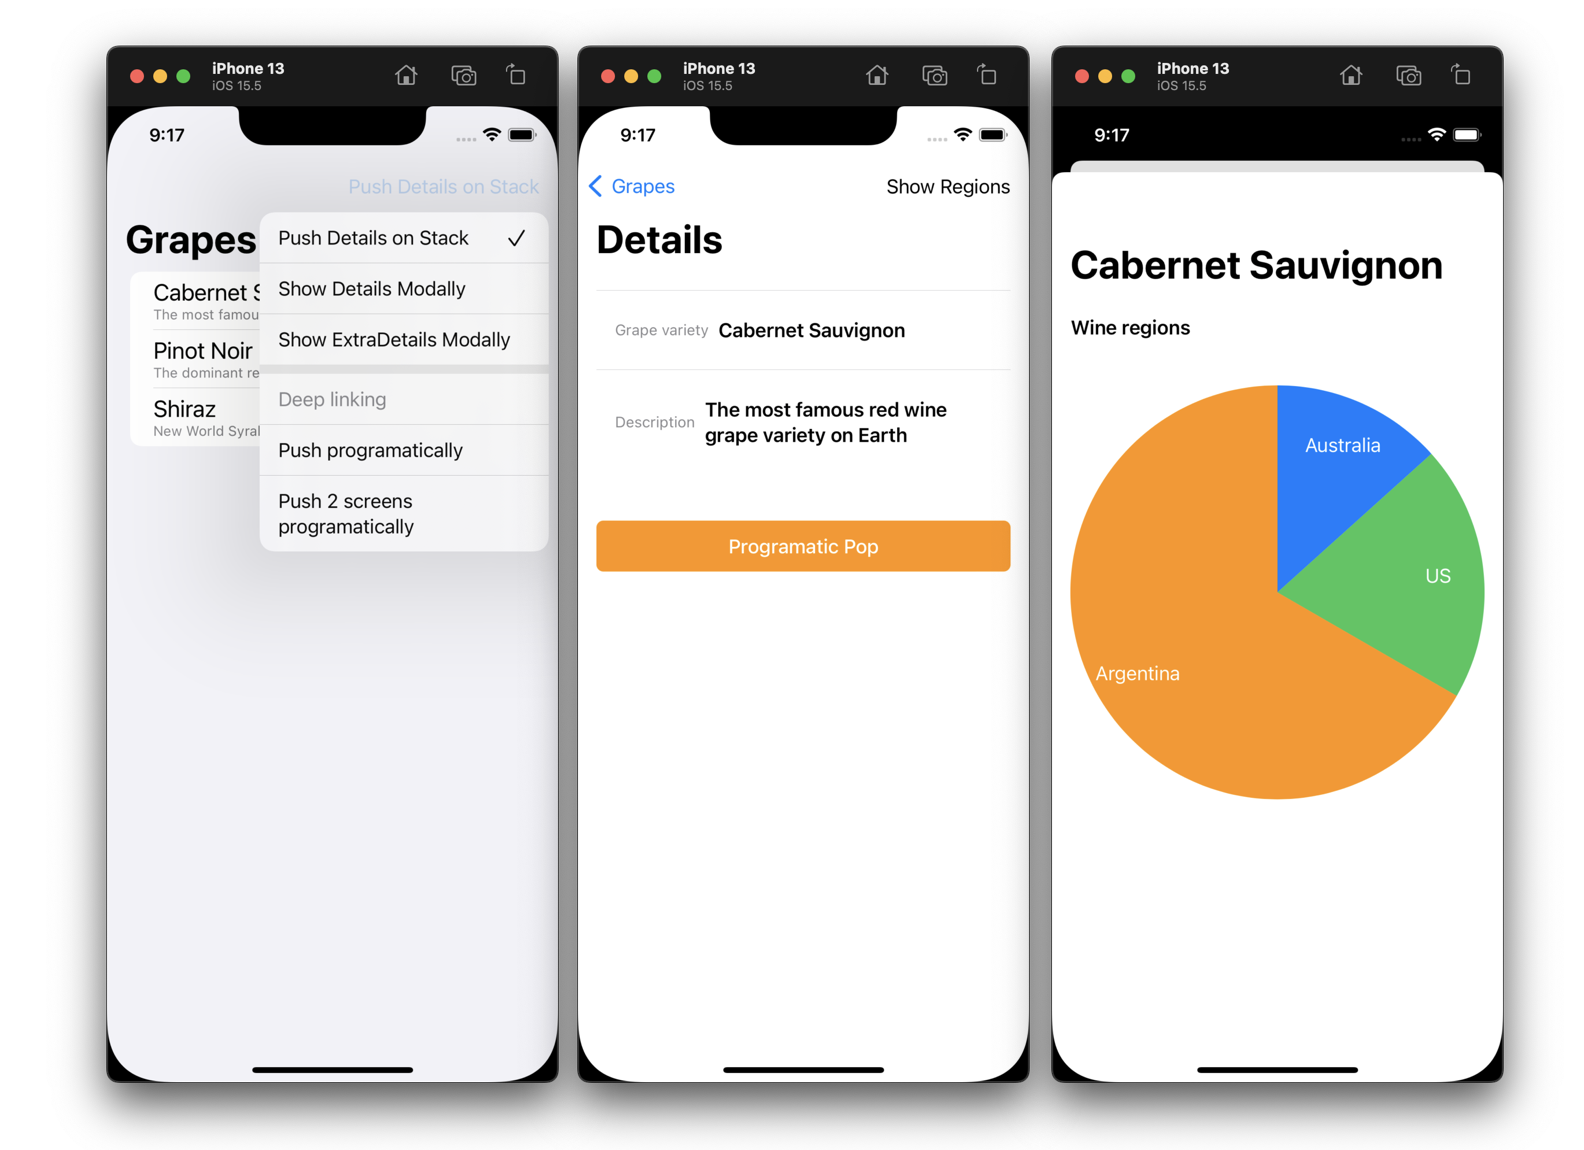 iPhone 13
iOS 15.5
9:17
Push Details on Stack
Grapes
Push Details on Stack
Show Details Modally
Show ExtraDetails Modally
Deep linking
Push programatically
Push 2 screens
programatically
Cabernet S
The most famou
Pinot Noir
The dominant re
Shiraz
New World Syral
iPhone 13
iOS 15.5
9:17
Grapes
Show Regions
Details
Grape variety Cabernet Sauvignon
Description
The most famous red wine
grape variety on Earth
Programatic Pop
iPhone 13
iOS 15.5
9:17
Cabernet Sauvignon
Wine regions
Australia
US
Argentina